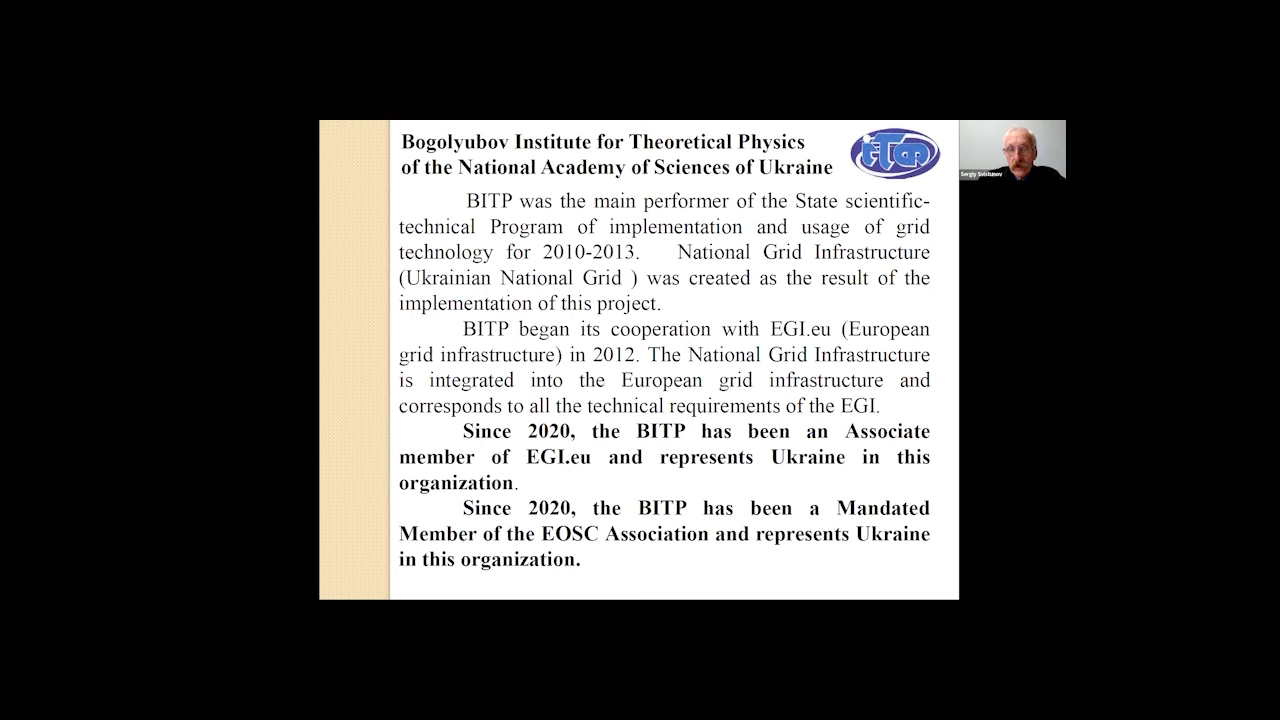 Bogolyubov Institute for Theoretical Physics
of the National Academy of Sciences of Ukraine
ітф
BITP was the main performer of the State scientific-
technical Program of implementation and usage of grid
technology for 2010-2013. National Grid Infrastructure
(Ukrainian National Grid ) was created as the result of the
implementation of this project.
BITP began its cooperation with EGI.eu (European
grid infrastructure) in 2012. The National Grid Infrastructure
is integrated into the European grid infrastructure and
corresponds to all the technical requirements of the EGI.
Since 2020, the BITP has been an Associate
member of EGI.eu and represents Ukraine in this
organization.
Since 2020, the BITP has been a Mandated
Member of the EOSC Association and represents Ukraine
in this organization.
Sergiy Svistunov